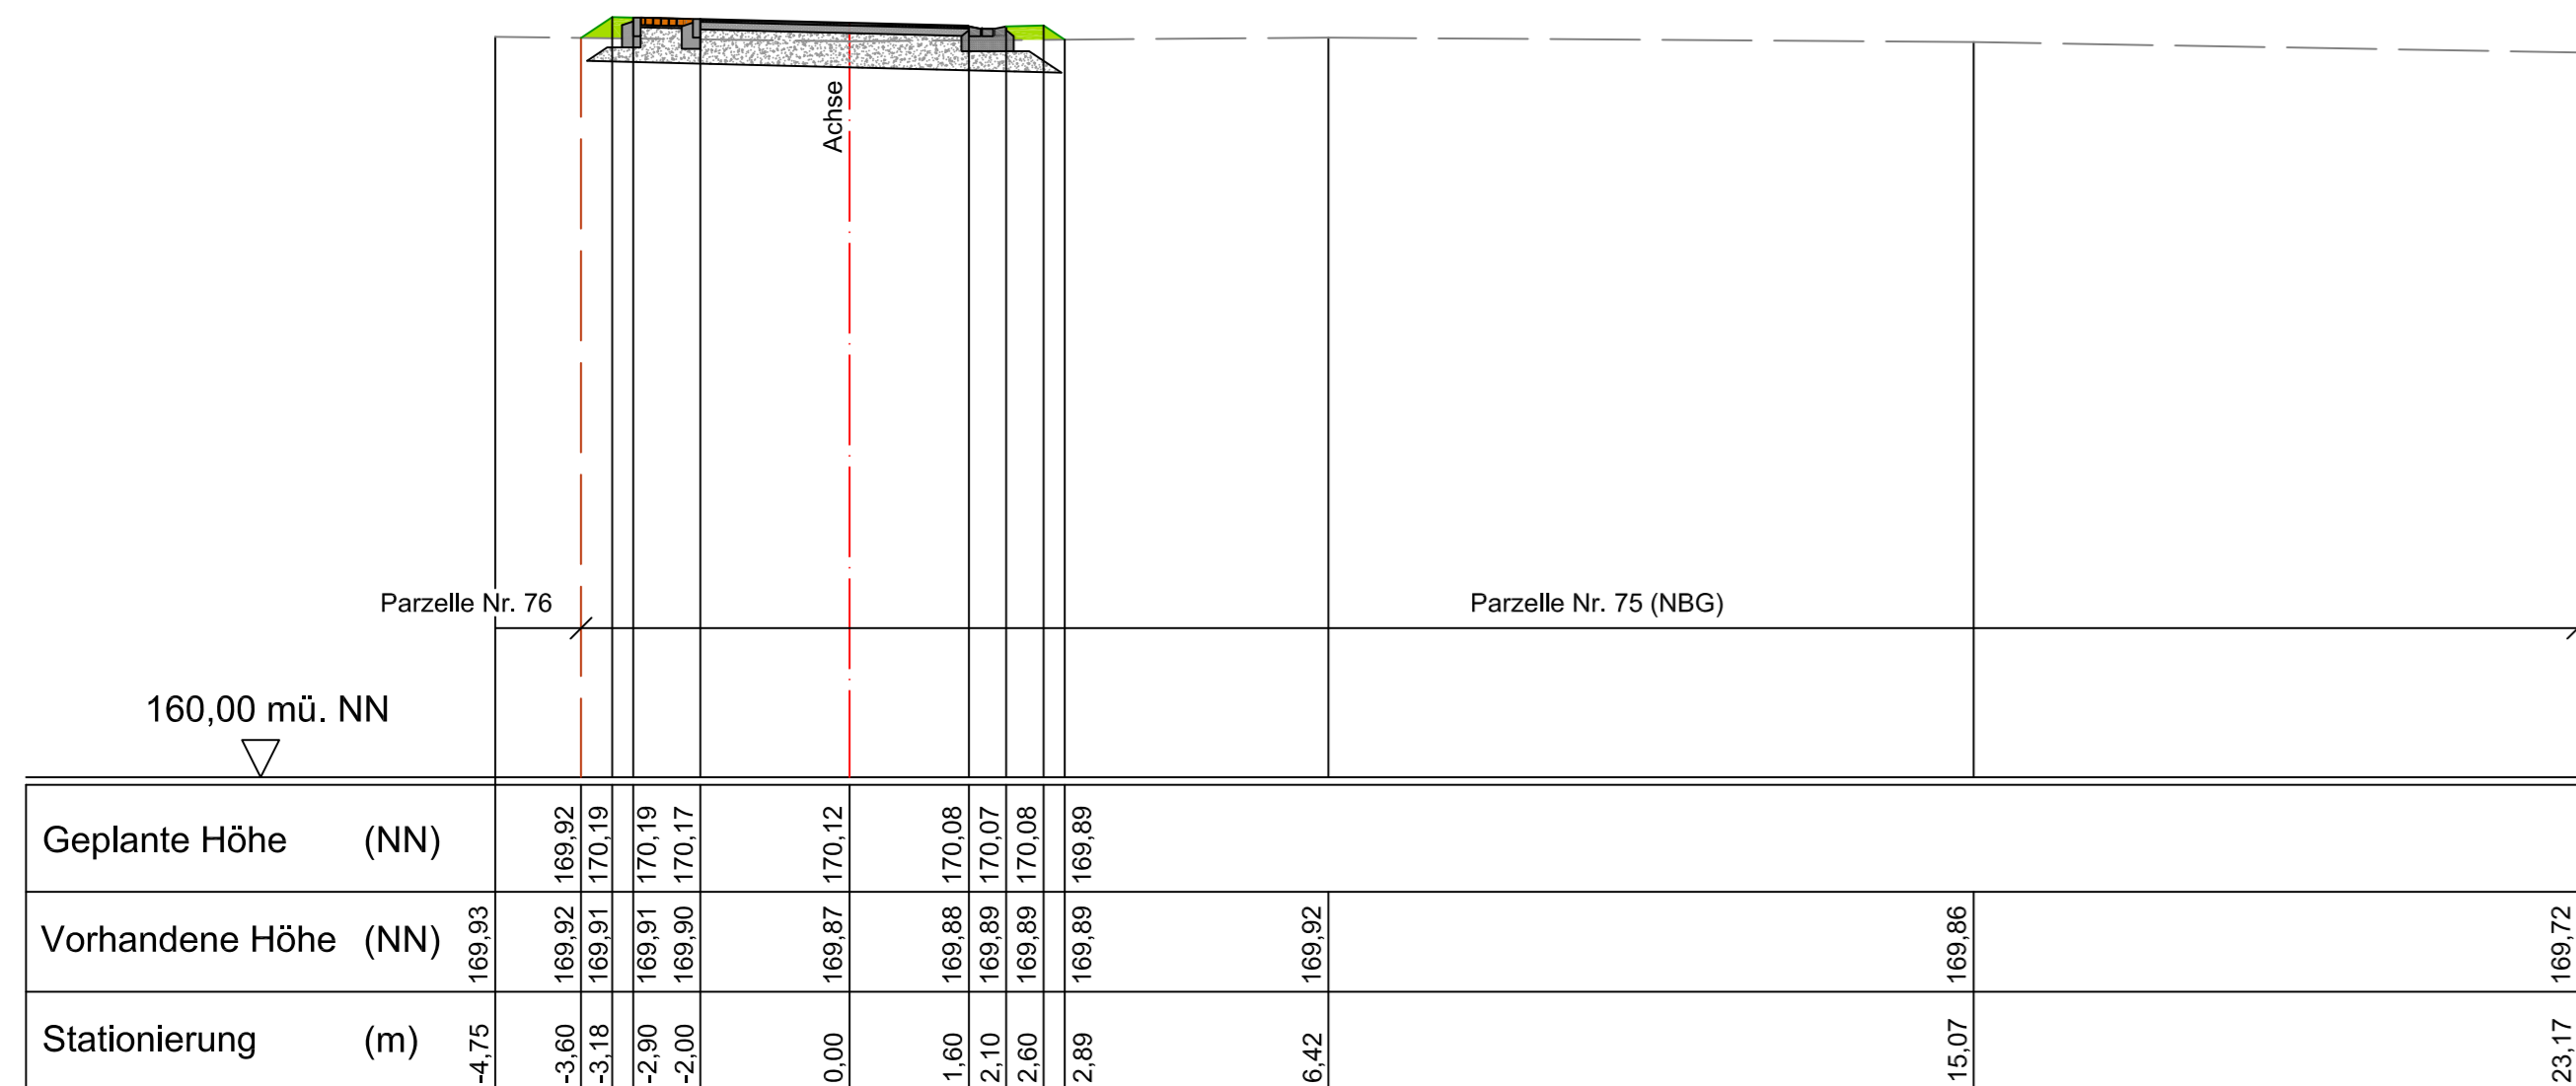 Achse
Parzelle Nr. 76
Parzelle Nr. 75 (NBG)
160,00 mü. NN
Geplante Höhe (NN) 169,92 170,19 170,19 170,17 170,12 170,08 170,07 170,08 169,89
Vorhandene Höhe (NN) 169,93 169,92 169,91 169,91 169,90 169,87 169,88 169,89 169,89 169,89 169,92 169,86 169,72
Stationierung (m) -4,75 -3,60 -3,18 -2,90 -2,00 0,00 1,60 2,10 2,60 2,89 6,42 15,07 23,17